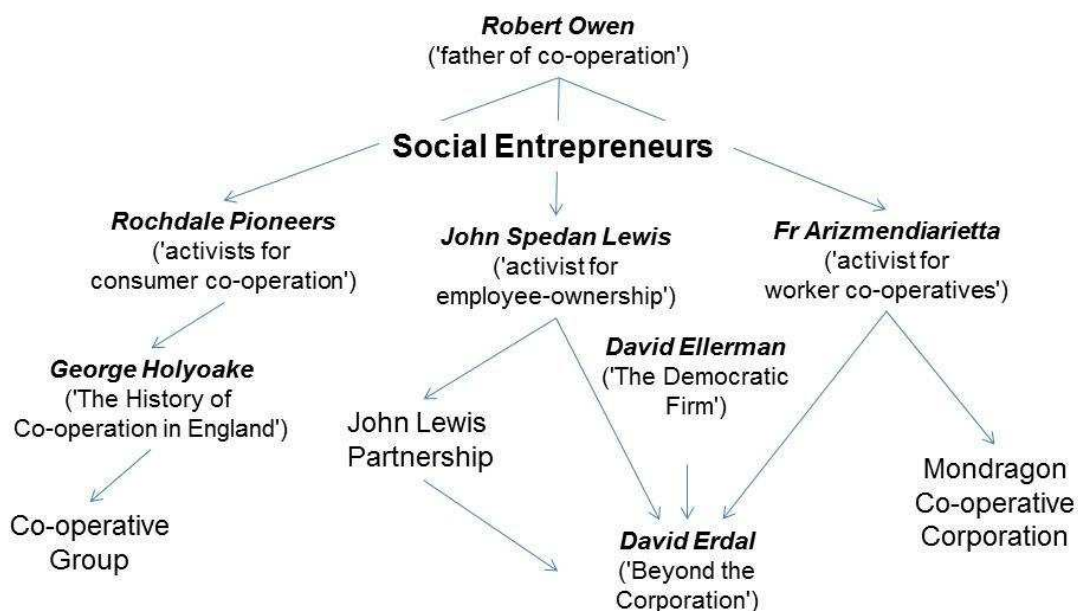 Robert Owen
('father of co-operation')
Social Entrepreneurs
Rochdale Pioneers
('activists for
consumer co-operation')
John Spedan Lewis
('activist for
employee-ownership')
Fr Arizmendiarietta
('activist for
worker co-operatives')
George Holyoake
('The History of
Co-operation in England')
David Ellerman
('The Democratic
Firm')
John Lewis
Partnership
Mondragon
Co-operative
Corporation
Co-operative
Group
David Erdal
('Beyond the
Corporation')